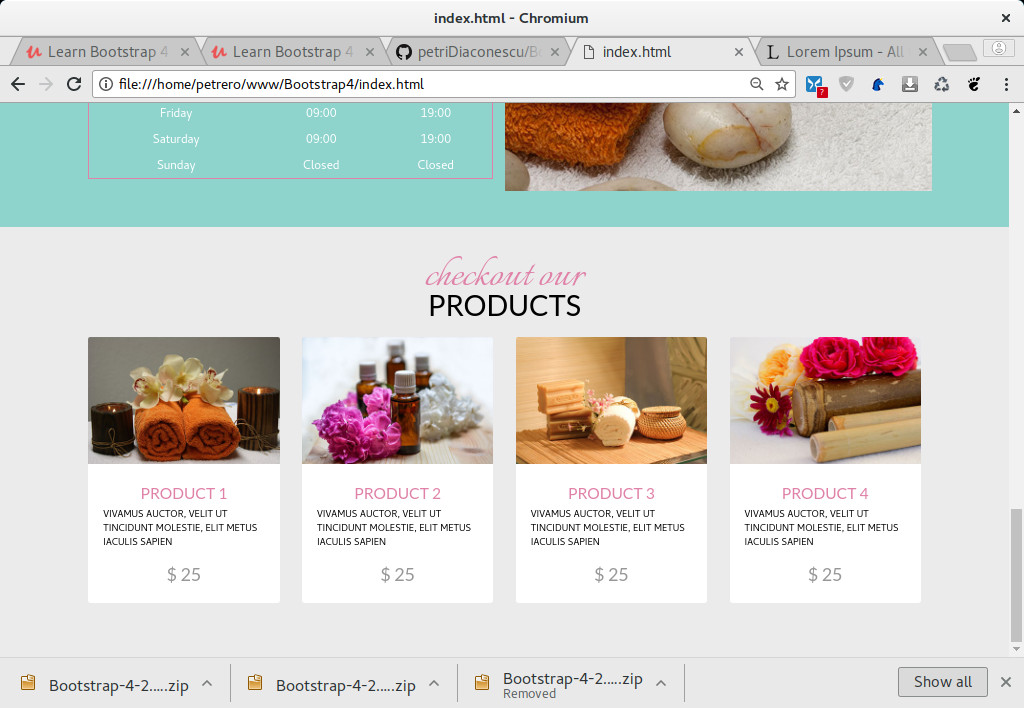 index.html - Chromium
Learn Bootstrap 4
Learn Bootstrap 4
petriDiaconescu/Bo
index.html
Lorem Ipsum - All
file:///home/petrero/www/Bootstrap4/index.html
Friday 09:00 19:00
Saturday 09:00 19:00
Sunday Closed Closed
checkout our
PRODUCTS
PRODUCT 1
VIVAMUS AUCTOR, VELIT UT
TINCIDUNT MOLESTIE, ELIT METUS
IACULIS SAPIEN
$ 25
PRODUCT 2
VIVAMUS AUCTOR, VELIT UT
TINCIDUNT MOLESTIE, ELIT METUS
IACULIS SAPIEN
$ 25
PRODUCT 3
VIVAMUS AUCTOR, VELIT UT
TINCIDUNT MOLESTIE, ELIT METUS
IACULIS SAPIEN
$ 25
PRODUCT 4
VIVAMUS AUCTOR, VELIT UT
TINCIDUNT MOLESTIE, ELIT METUS
IACULIS SAPIEN
$ 25
Bootstrap-4-2.….zip
Bootstrap-4-2.….zip
Bootstrap-4-2.….zip
Removed
Show all